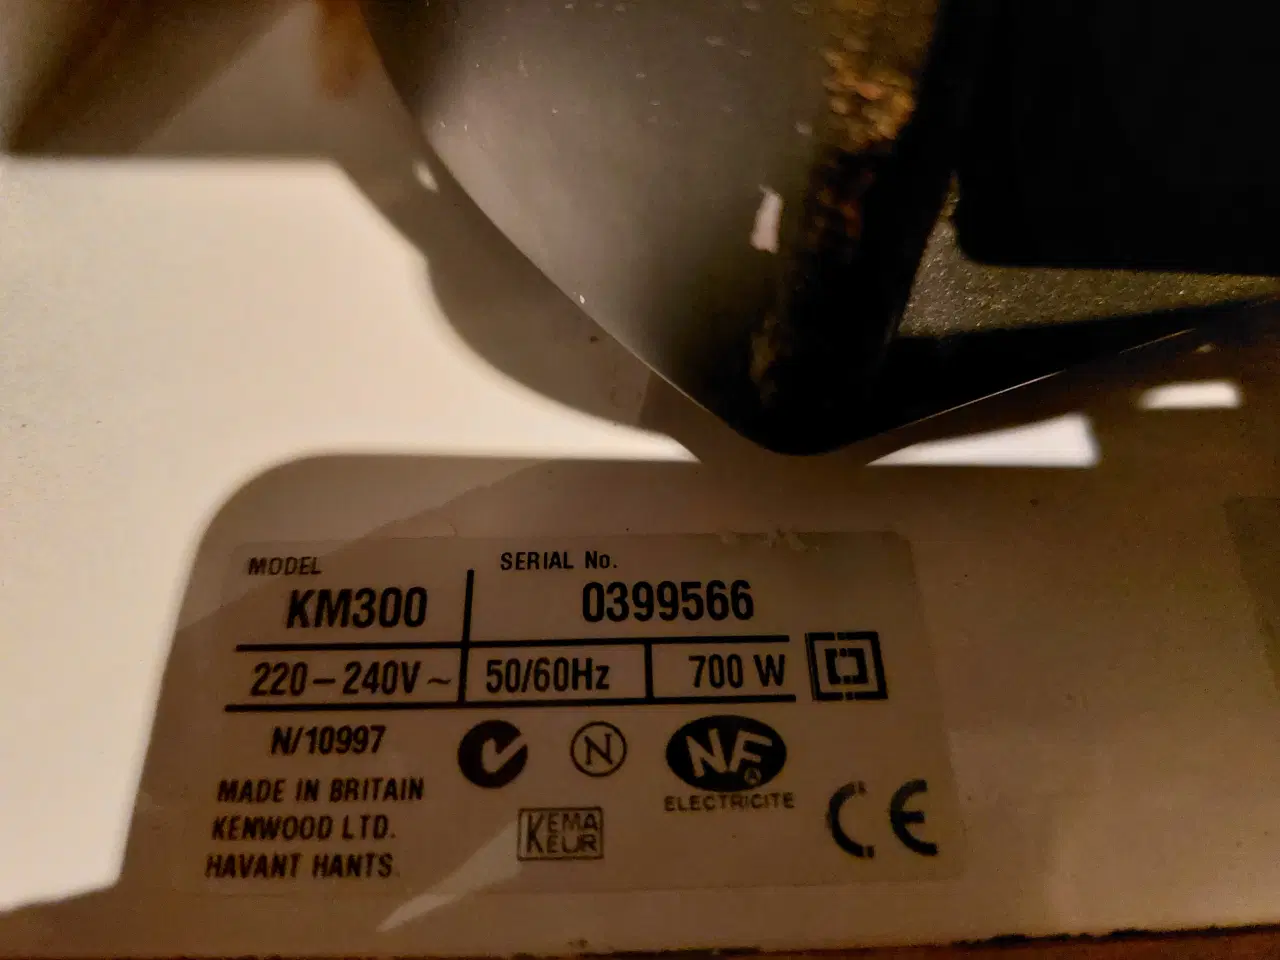 MODEL
SERIAL No.
KM300
0399566
220-240V~
50/60Hz
700 W
N/10997
N
NF
ELECTRICITE
MADE IN BRITAIN
KENWOOD LTD.
HAVANT HANTS.
KEMA
KEUR
CE